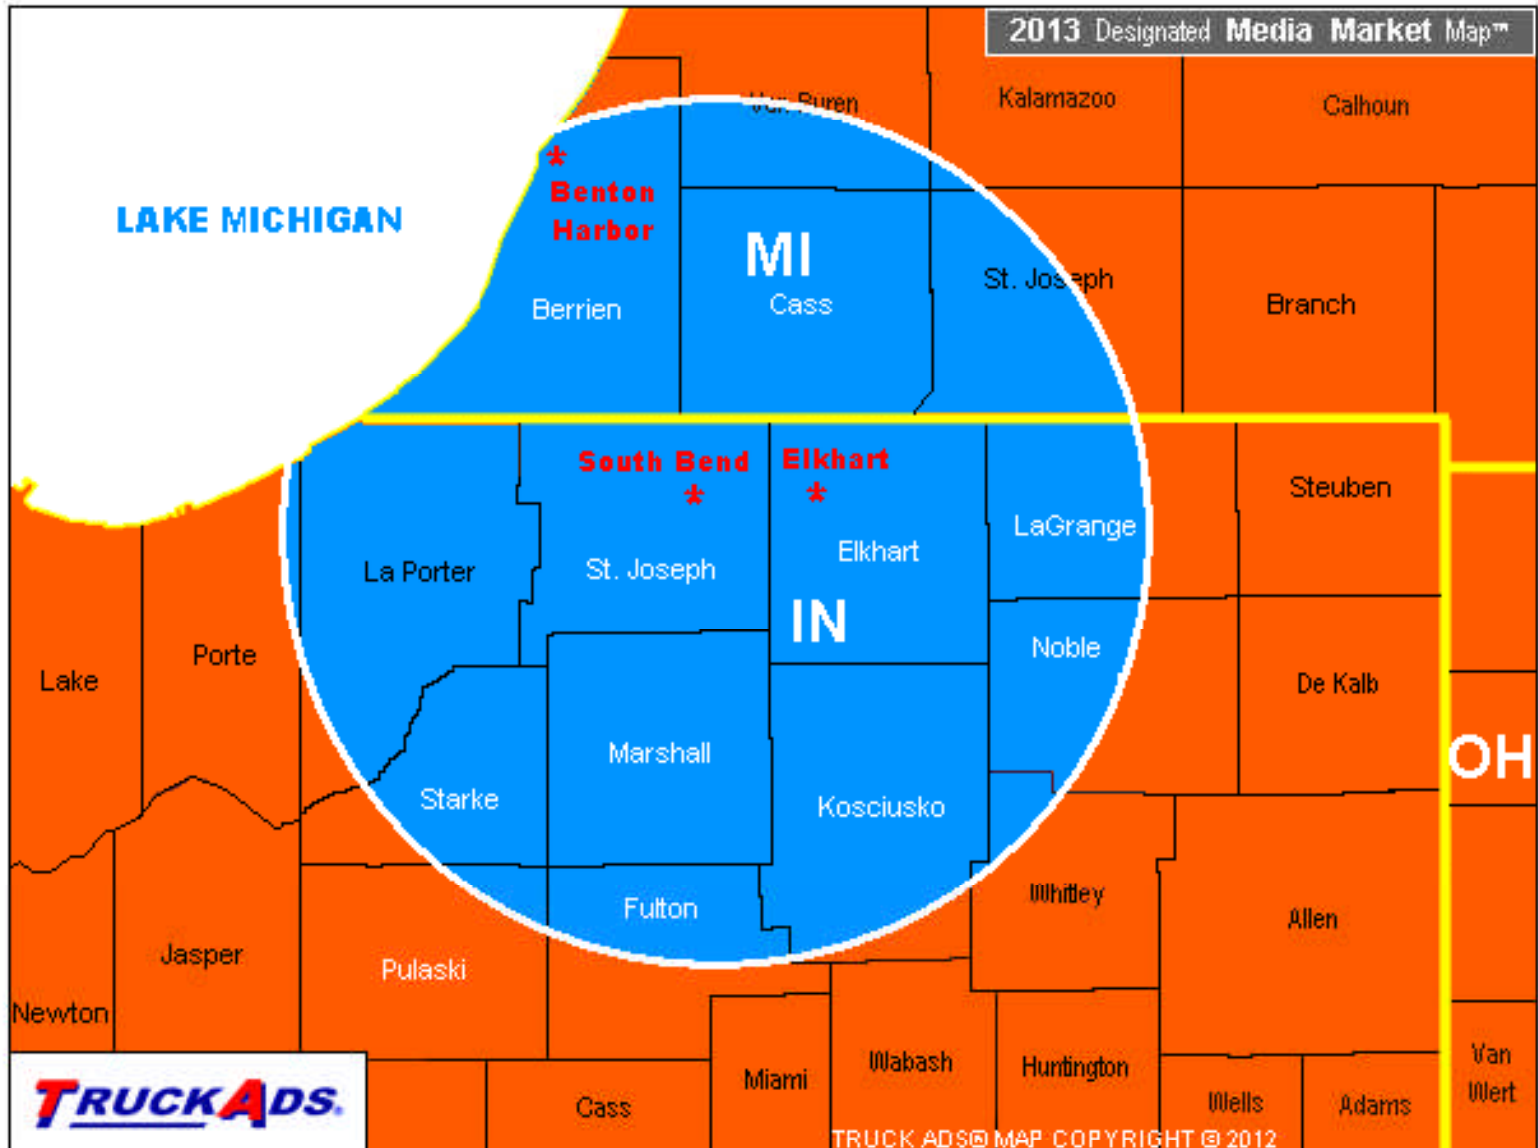 2013 Designated Media Market Map™
Van Buren
Kalamazoo
Calhoun
Benton
Harbor
LAKE MICHIGAN
MI
Berrien
Cass
St. Joseph
Branch
South Bend
Elkhart
Steuben
LaGrange
Elkhart
La Porter
St. Joseph
IN
Noble
Porte
Lake
De Kalb
Marshall
OH
Starke
Kosciusko
Whitley
Fulton
Allen
Jasper
Pulaski
Newton
Wabash
Huntington
Miami
Van
Wert
TRUCKADS.
Cass
Wells
Adams
TRUCK ADS® MAP COPYRIGHT © 2012